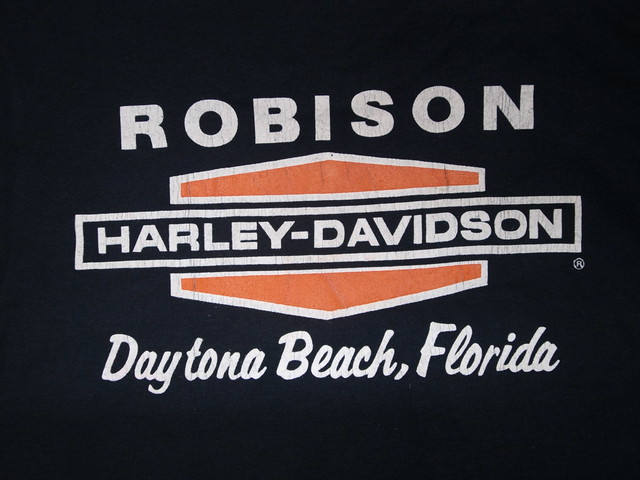 ROBISON
HARLEY-DAVIDSON
®
Daytona Beach, Florida